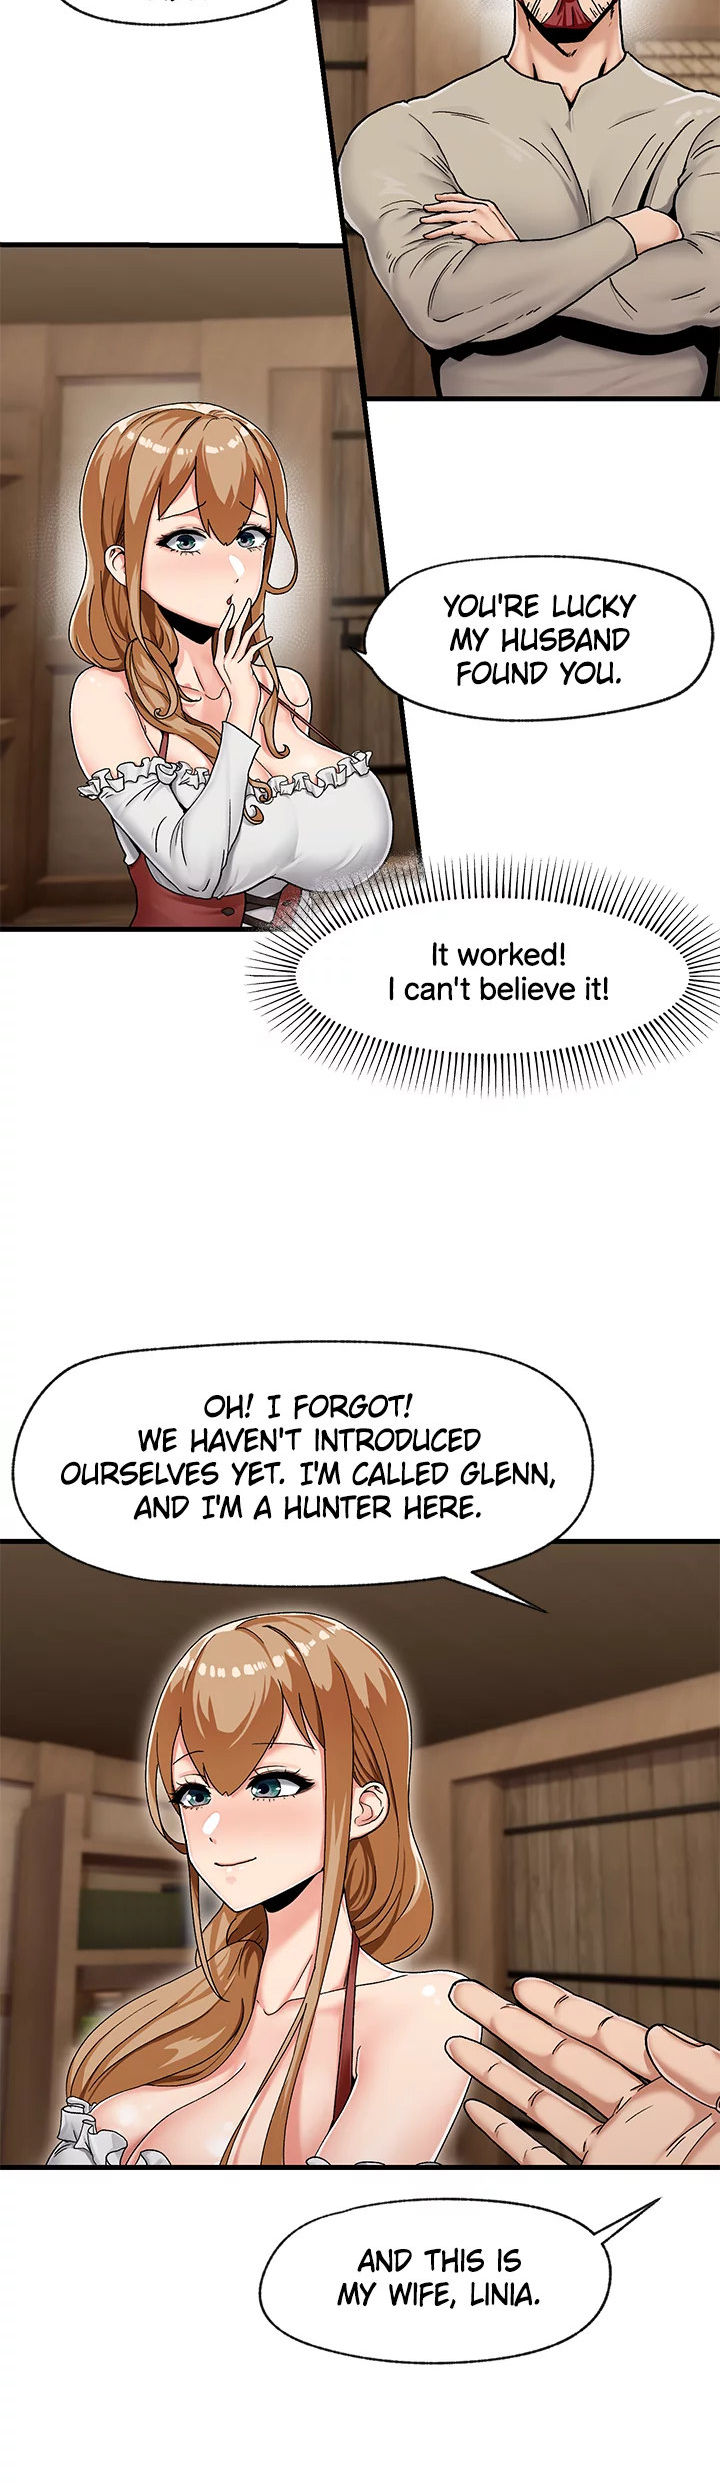 YOU'RE LUCKY
MY HUSBAND
FOUND YOU.
It worked!
I can't believe it!
OH! I FORGOT!
WE HAVEN'T INTRODUCED
OURSELVES YET. I'M CALLED GLENN,
AND I'M A HUNTER HERE.
AND THIS IS
MY WIFE, LINIA.